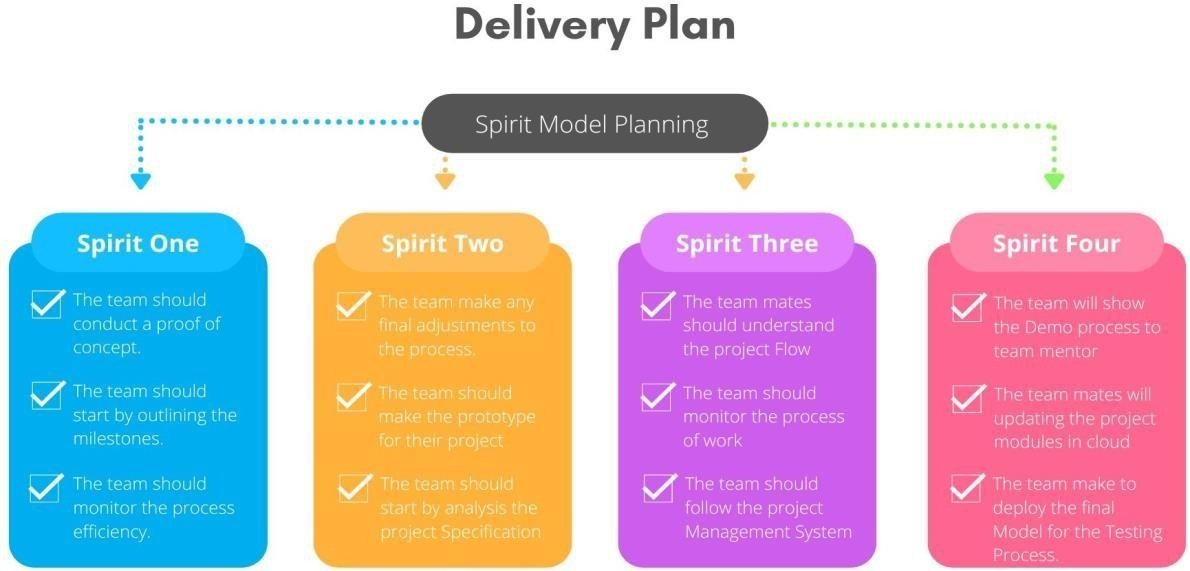 Delivery Plan
Spirit Model Planning
Spirit One
The team should
conduct a proof of
concept.
The team should
start by outlining the
milestones.
The team should
monitor the process
efficiency.
Spirit Two
The team make any
final adjustments to
the process.
The team should
make the prototype
for their project
The team should
start by analysis the
project Specification
Spirit Three
The team mates
should understand
the project Flow
The team should
monitor the process
of work
The team should
follow the project
Management System
Spirit Four
The team will show
the Demo process to
team mentor
The team mates will
updating the project
modules in cloud
The team make to
deploy the final
Model for the Testing
Process.